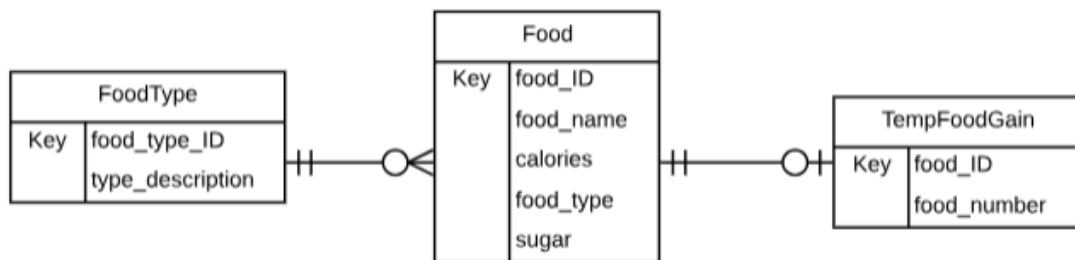 FoodType
Key food_type_ID
type_description
Food
Key food_ID
food_name
calories
food_type
sugar
TempFoodGain
Key food_ID
food_number